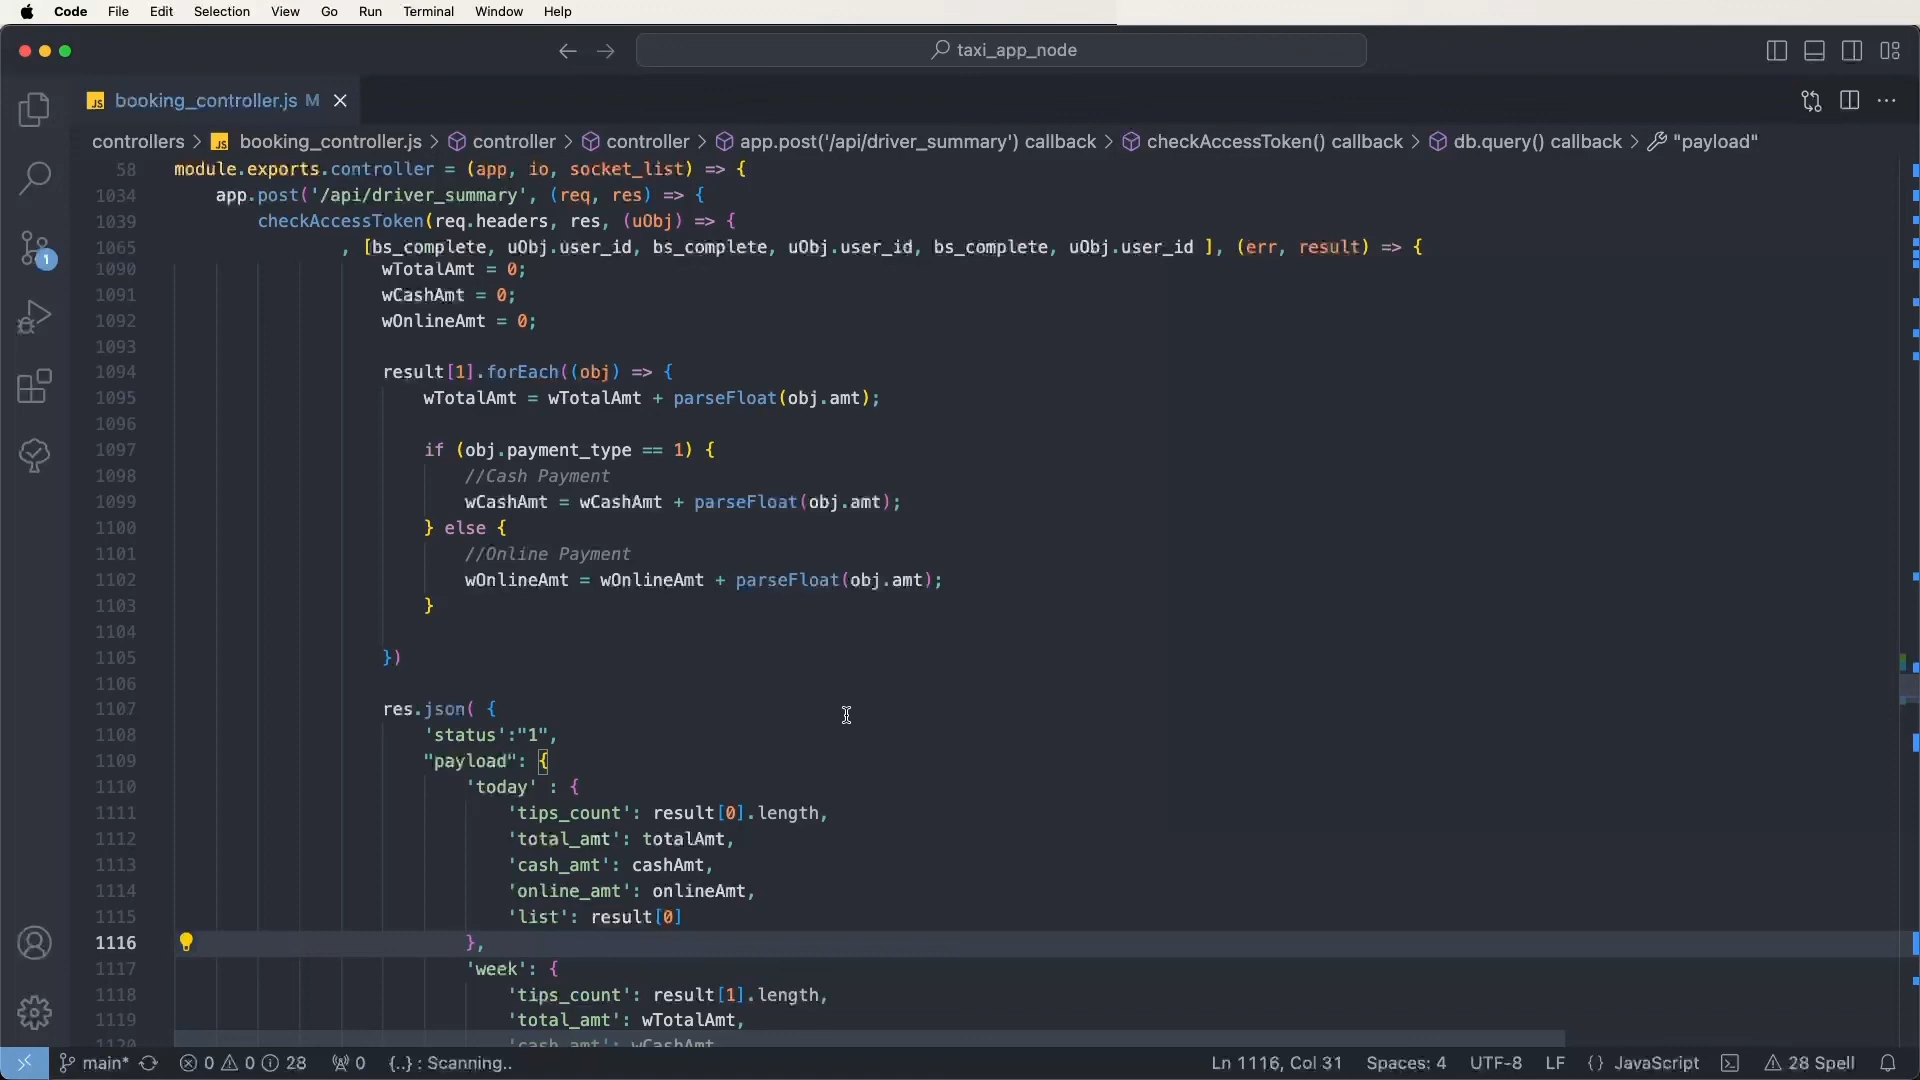 Code File Edit Selection View Go Run Terminal Window Help
taxi_app_node
JS booking_controller.js M
controllers > JS booking_controller.js > controller > controller > app.post('/api/driver_summary') callback > checkAccessToken() callback > db.query() callback > "payload"
58 module.exports.controller = (app, io, socket_list) => {
1034 app.post('/api/driver_summary', (req, res) => {
1039 checkAccessToken(req.headers, res, (uObj) => {
1065 , [bs_complete, uObj.user_id, bs_complete, uObj.user_id, bs_complete, uObj.user_id ], (err, result) => {
1090 wTotalAmt = 0;
1091 wCashAmt = 0;
1092 wOnlineAmt = 0;
1093
1094 result[1].forEach((obj) => {
1095 wTotalAmt = wTotalAmt + parseFloat(obj.amt);
1096
1097 if (obj.payment_type == 1) {
1098 //Cash Payment
1099 wCashAmt = wCashAmt + parseFloat(obj.amt);
1100 } else {
1101 //Online Payment
1102 wOnlineAmt = wOnlineAmt + parseFloat(obj.amt);
1103 }
1104
1105 })
1106
1107 res.json( {
1108 'status':"1",
1109 "payload": {
1110 'today' : {
1111 'tips_count': result[0].length,
1112 'total_amt': totalAmt,
1113 'cash_amt': cashAmt,
1114 'online_amt': onlineAmt,
1115 'list': result[0]
1116 },
1117 'week': {
1118 'tips_count': result[1].length,
1119 'total_amt': wTotalAmt,
1120 'cash_amt': wCashAmt
1
main* 0 0 28 0 {..} : Scanning.. Ln 1116, Col 31 Spaces: 4 UTF-8 LF {} JavaScript 28 Spell